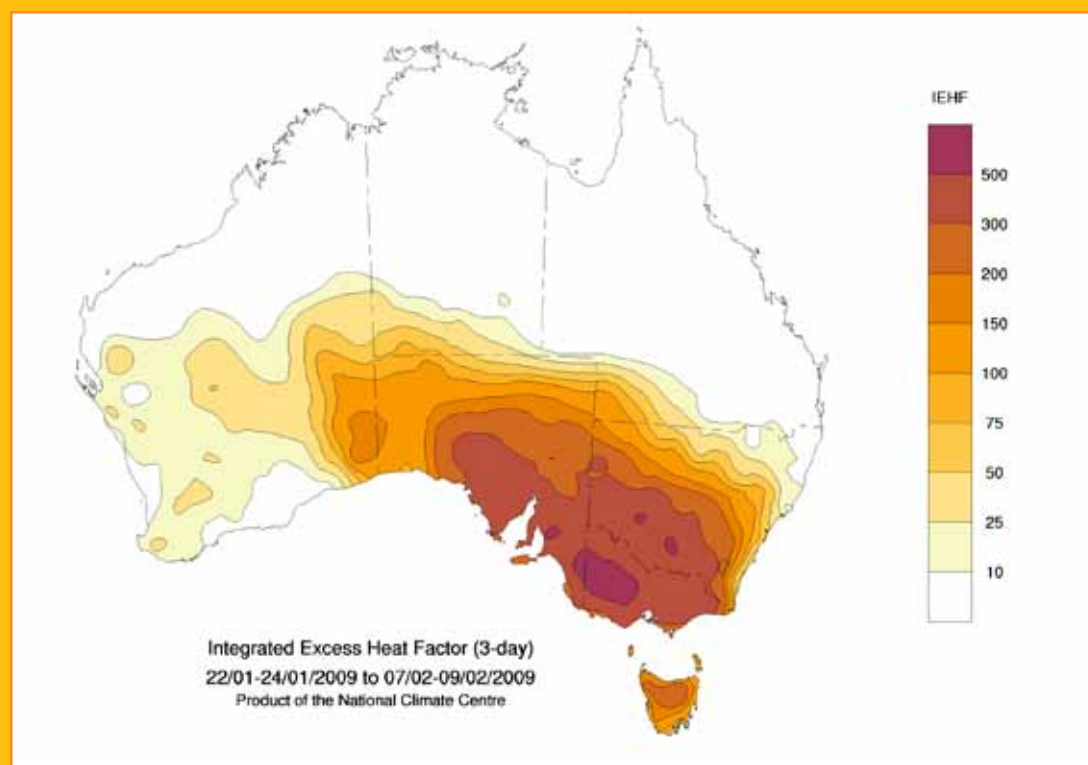 IEHF
500
300
200
150
100
75
50
25
10
Integrated Excess Heat Factor (3-day)
22/01-24/01/2009 to 07/02-09/02/2009
Product of the National Climate Centre